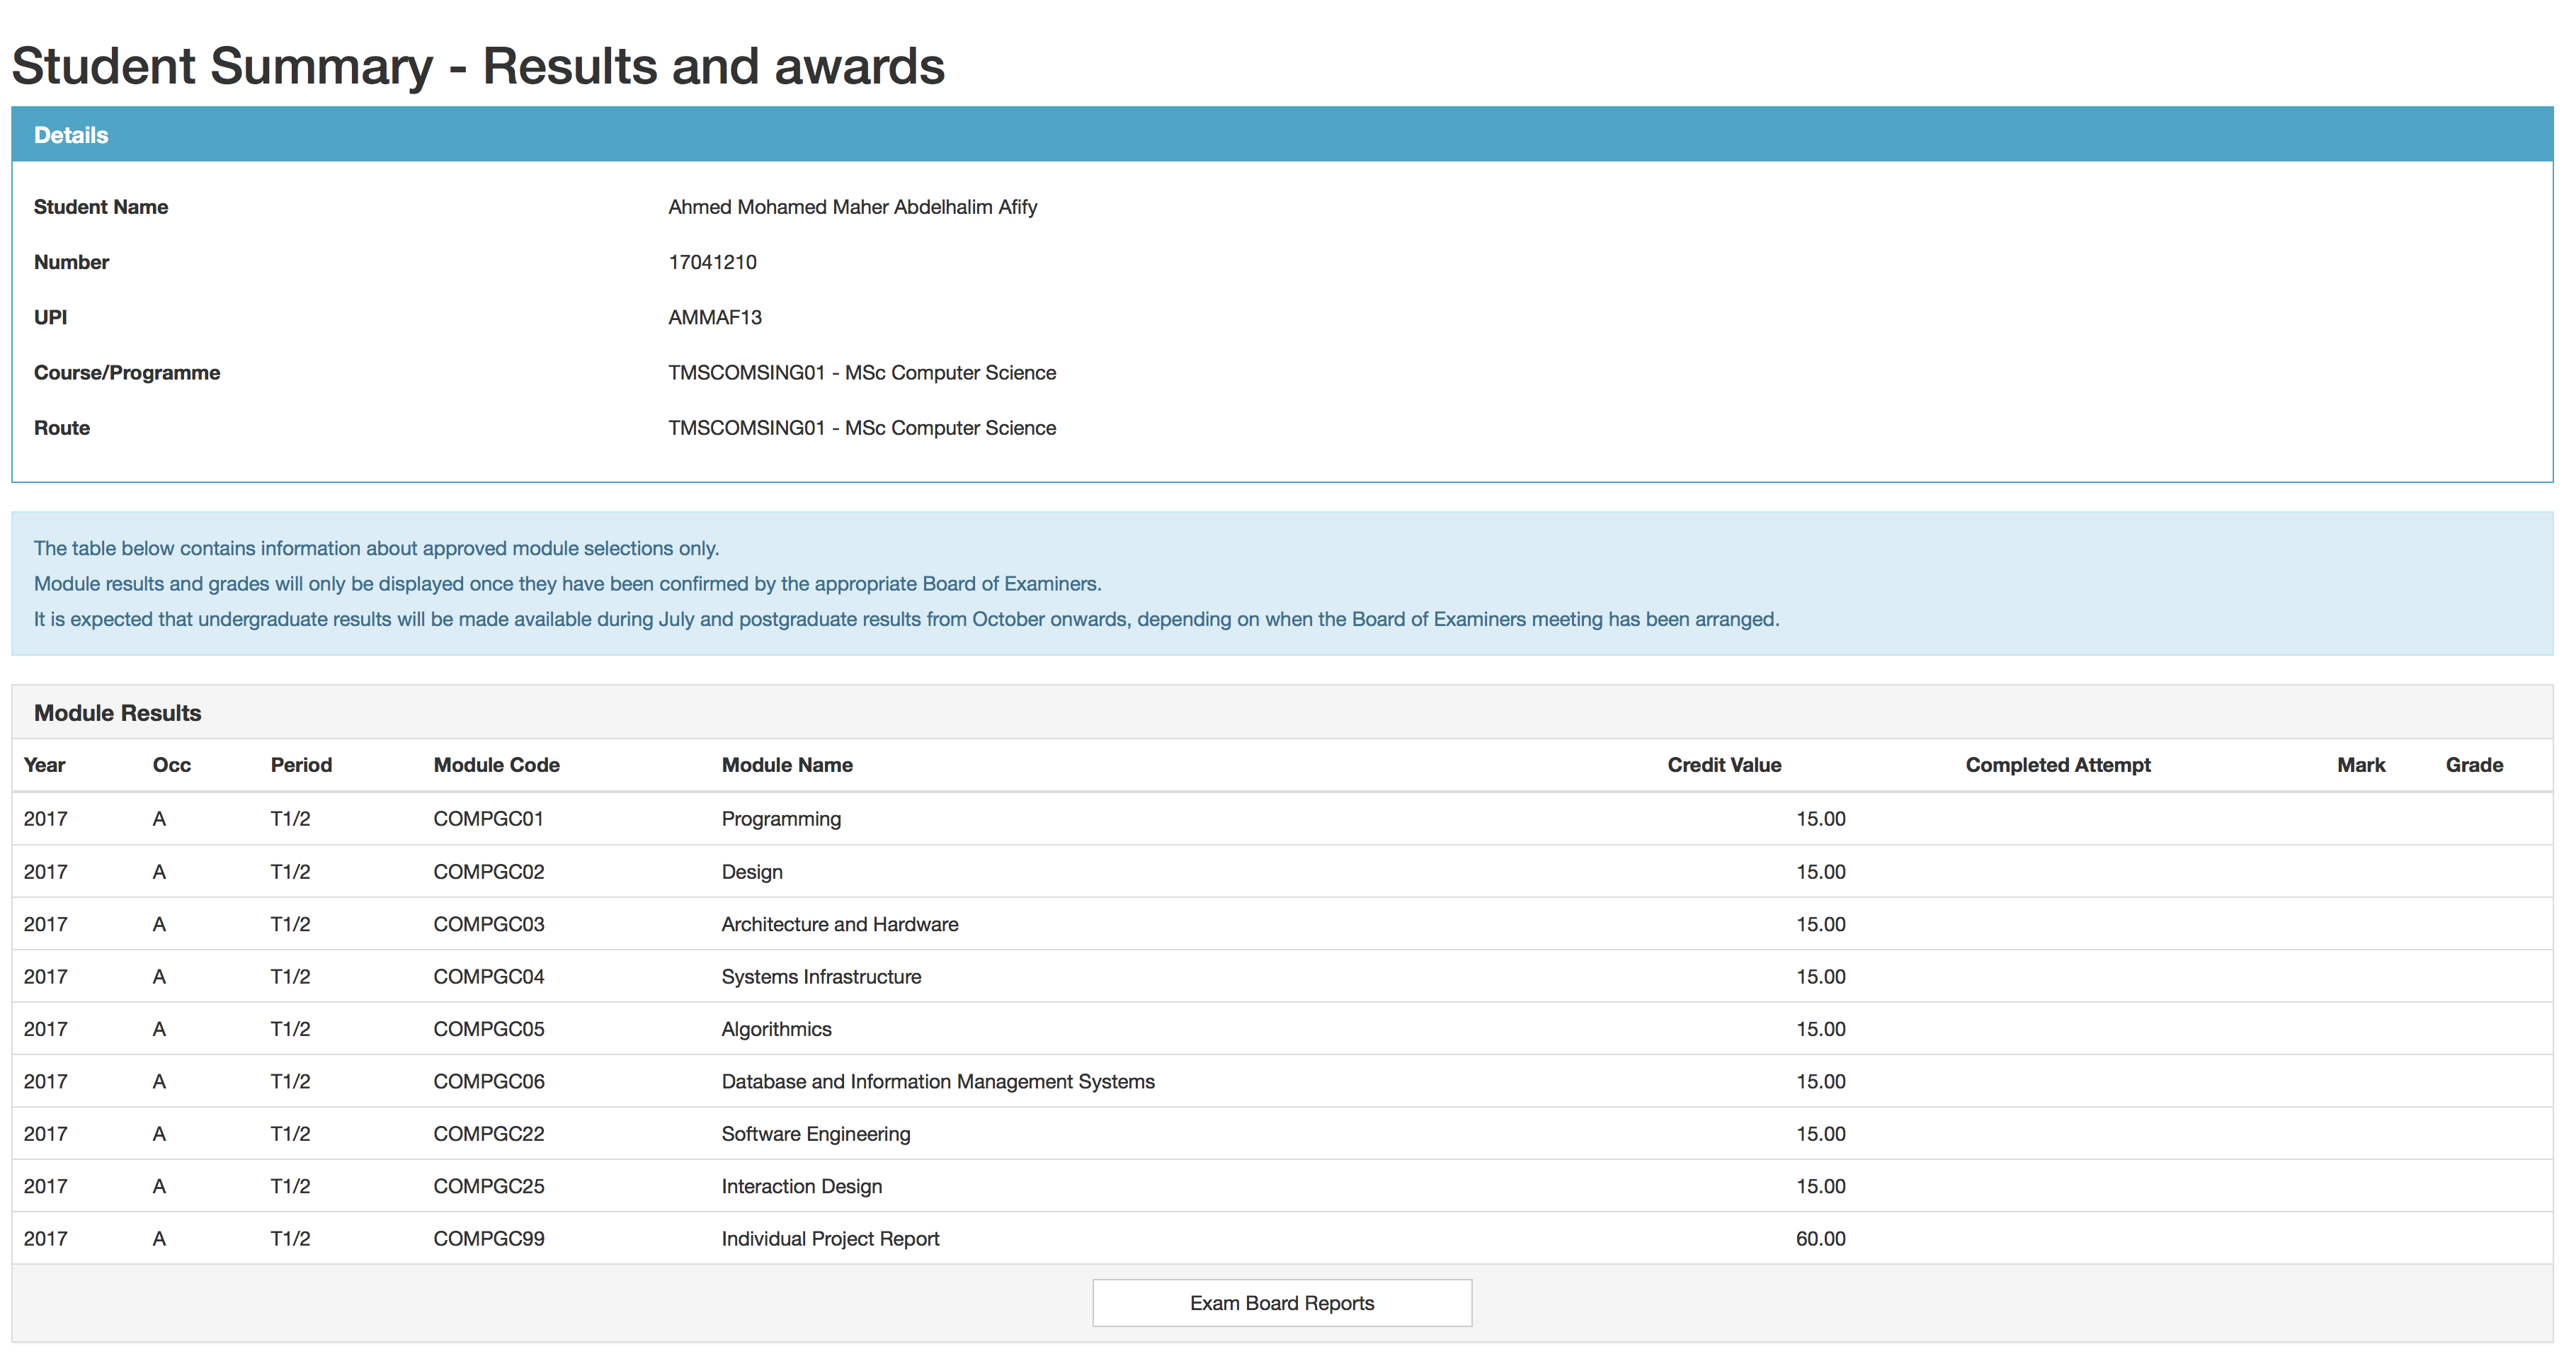 Student Summary - Results and awards
Details
Student Name Ahmed Mohamed Maher Abdelhalim Afify
Number 17041210
UPI AMMAF13
Course/Programme TMSCOMSING01 - MSc Computer Science
Route TMSCOMSING01 - MSc Computer Science
The table below contains information about approved module selections only.
Module results and grades will only be displayed once they have been confirmed by the appropriate Board of Examiners.
It is expected that undergraduate results will be made available during July and postgraduate results from October onwards, depending on when the Board of Examiners meeting has been arranged.
Module Results
Year Occ Period Module Code Module Name Credit Value Completed Attempt Mark Grade
2017 A T1/2 COMPGC01 Programming 15.00
2017 A T1/2 COMPGC02 Design 15.00
2017 A T1/2 COMPGC03 Architecture and Hardware 15.00
2017 A T1/2 COMPGC04 Systems Infrastructure 15.00
2017 A T1/2 COMPGC05 Algorithmics 15.00
2017 A T1/2 COMPGC06 Database and Information Management Systems 15.00
2017 A T1/2 COMPGC22 Software Engineering 15.00
2017 A T1/2 COMPGC25 Interaction Design 15.00
2017 A T1/2 COMPGC99 Individual Project Report 60.00
Exam Board Reports